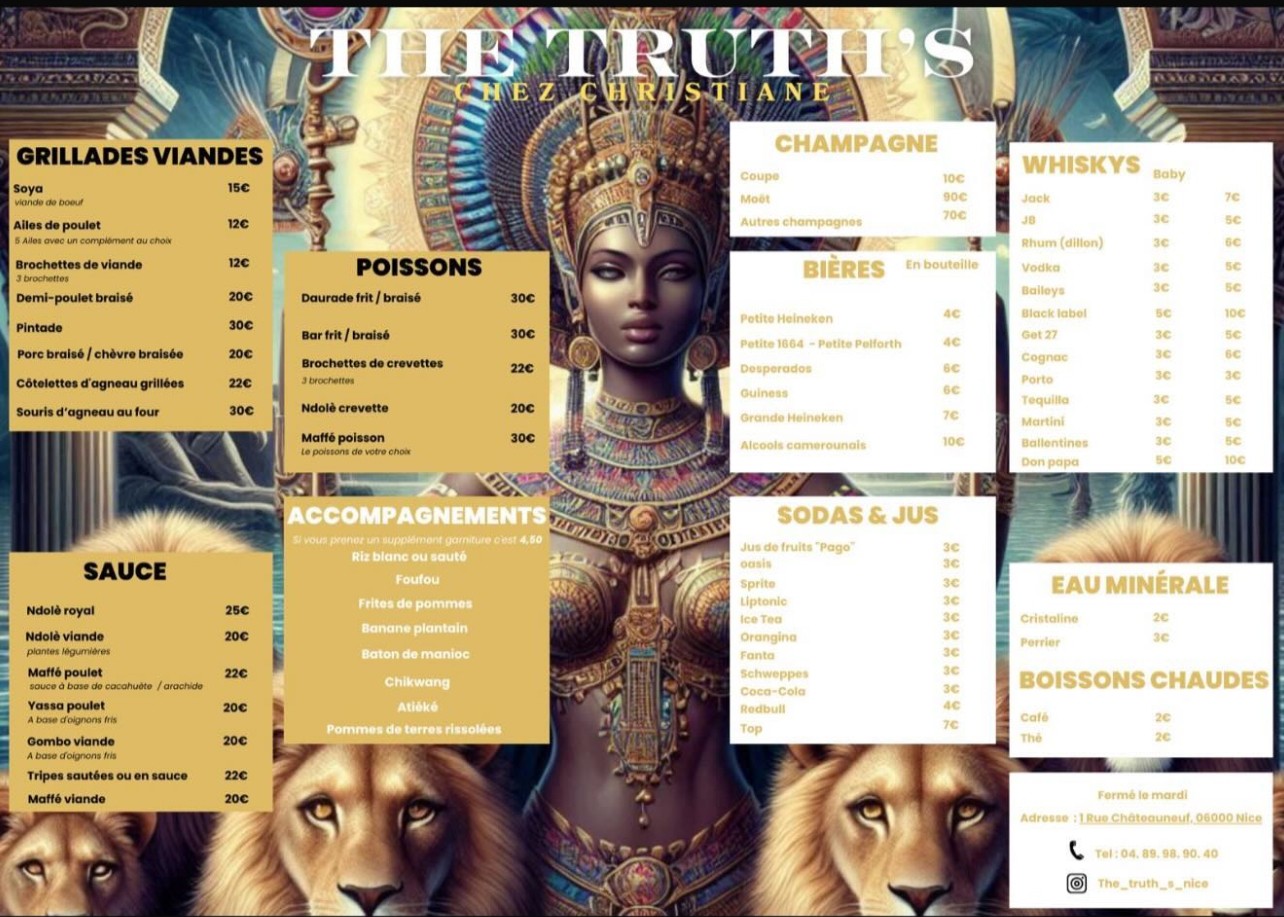 THE TRUTH'S
CHEZ CHRISTIANE
GRILLADES VIANDES
Soya 15€
viande de boeuf
Ailes de poulet 12€
5 Ailes avec un complément au choix
Brochettes de viande 12€
3 brochettes
Demi-poulet braisé 20€
Pintade 30€
Porc braisé / chèvre braisée 20€
Côtelettes d'agneau grillées 22€
Souris d'agneau au four 30€
SAUCE
Ndolè royal 25€
Ndolè viande 20€
plantes légumières
Maffé poulet 22€
sauce à base de cacahuète / arachide
Yassa poulet 20€
A base d'oignons fris
Gombo viande 20€
A base d'oignons fris
Tripes sautées ou en sauce 22€
Maffé viande 20€
POISSONS
Daurade frit / braisé 30€
Bar frit / braisé 30€
Brochettes de crevettes 22€
3 brochettes
Ndolè crevette 20€
Maffé poisson 30€
Le poissons de votre choix
ACCOMPAGNEMENTS
Si vous prenez un supplément garniture c'est 4,50
Riz blanc ou sauté
Foufou
Frites de pommes
Banane plantain
Baton de manioc
Chikwang
Atiéké
Pommes de terres rissolées
CHAMPAGNE
Coupe 10€
Moët 90€
Autres champagnes 70€
BIÈRES En bouteille
Petite Heineken 4€
Petite 1664 - Petite Pelforth 4€
Desperados 6€
Guiness 6€
Grande Heineken 7€
Alcools camerounais 10€
SODAS & JUS
Jus de fruits "Pago" 3€
oasis 3€
Sprite 3€
Liptonic 3€
Ice Tea 3€
Orangina 3€
Fanta 3€
Schweppes 3€
Coca-Cola 3€
Redbull 4€
Top 7€
WHISKYS Baby
Jack 3€ 7€
JB 3€ 5€
Rhum (dillon) 3€ 6€
Vodka 3€ 5€
Baileys 3€ 5€
Black label 5€ 10€
Get 27 3€ 5€
Cognac 3€ 6€
Porto 3€ 3€
Tequilla 3€ 5€
Martini 3€ 5€
Ballentines 3€ 5€
Don papa 5€ 10€
EAU MINÉRALE
Cristaline 2€
Perrier 3€
BOISSONS CHAUDES
Café 2€
Thé 2€
Fermé le mardi
Adresse : 1 Rue Châteauneuf, 06000 Nice
Tel : 04. 89. 98. 90. 40
The_truth_s_nice